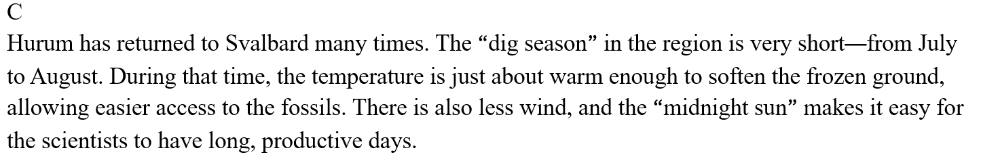 C
Hurum has returned to Svalbard many times. The “dig season” in the region is very short—from July
to August. During that time, the temperature is just about warm enough to soften the frozen ground,
allowing easier access to the fossils. There is also less wind, and the “midnight sun” makes it easy for
the scientists to have long, productive days.